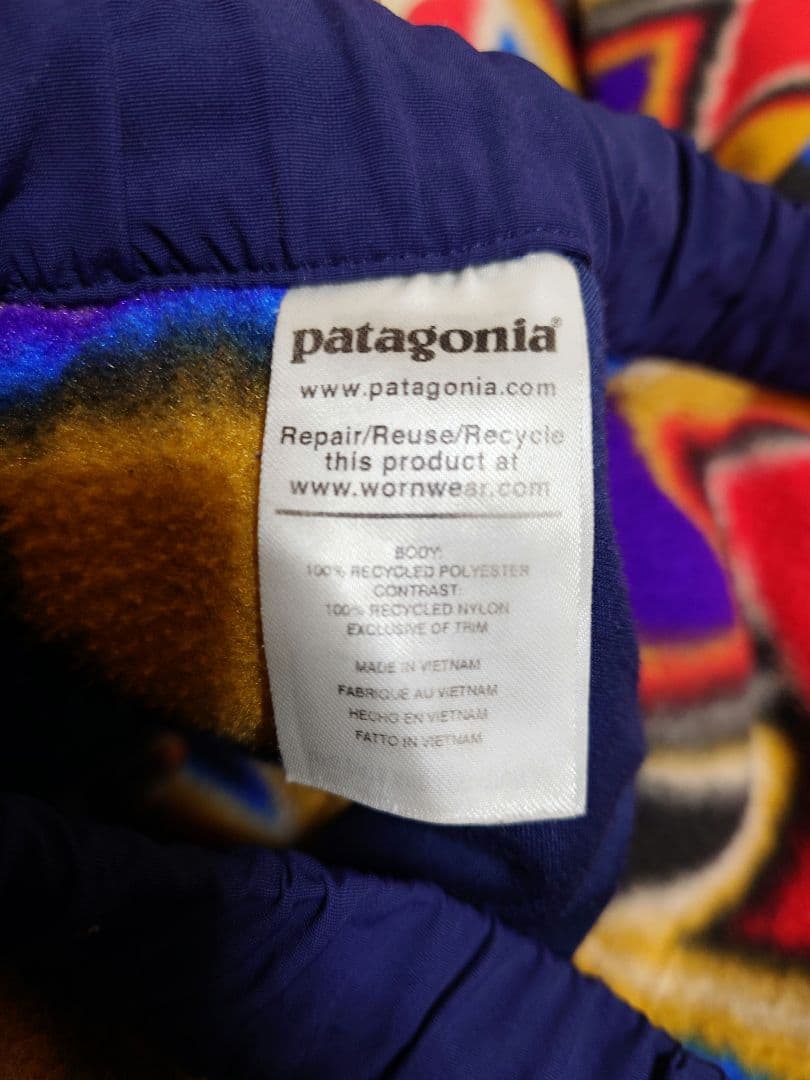 patagonia®
www.patagonia.com
Repair/Reuse/Recycle
this product at
www.wornwear.com
BODY:
100% RECYCLED POLYESTER
CONTRAST:
100% RECYCLED NYLON
EXCLUSIVE OF TRIM
MADE IN VIETNAM
FABRIQUE AU VIETNAM
HECHO EN VIETNAM
FATTO IN VIETNAM